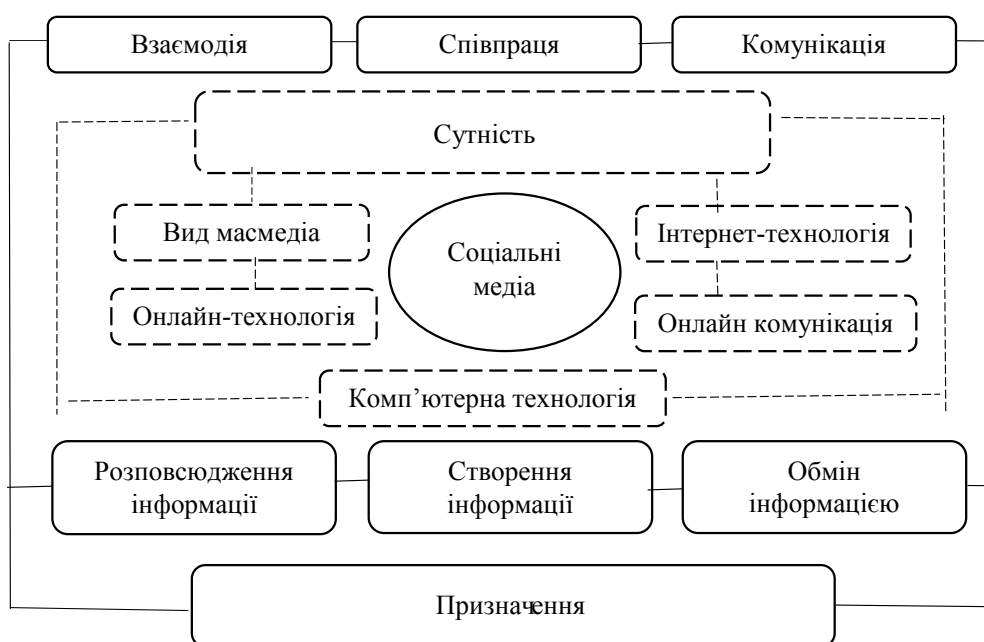 Взаємодія
Співпраця
Комунікація
Сутність
Вид масмедіа
Соціальні
медіа
Інтернет-технологія
Онлайн-технологія
Онлайн комунікація
Комп’ютерна технологія
Розповсюдження
інформації
Створення
інформації
Обмін
інформацією
Призначення